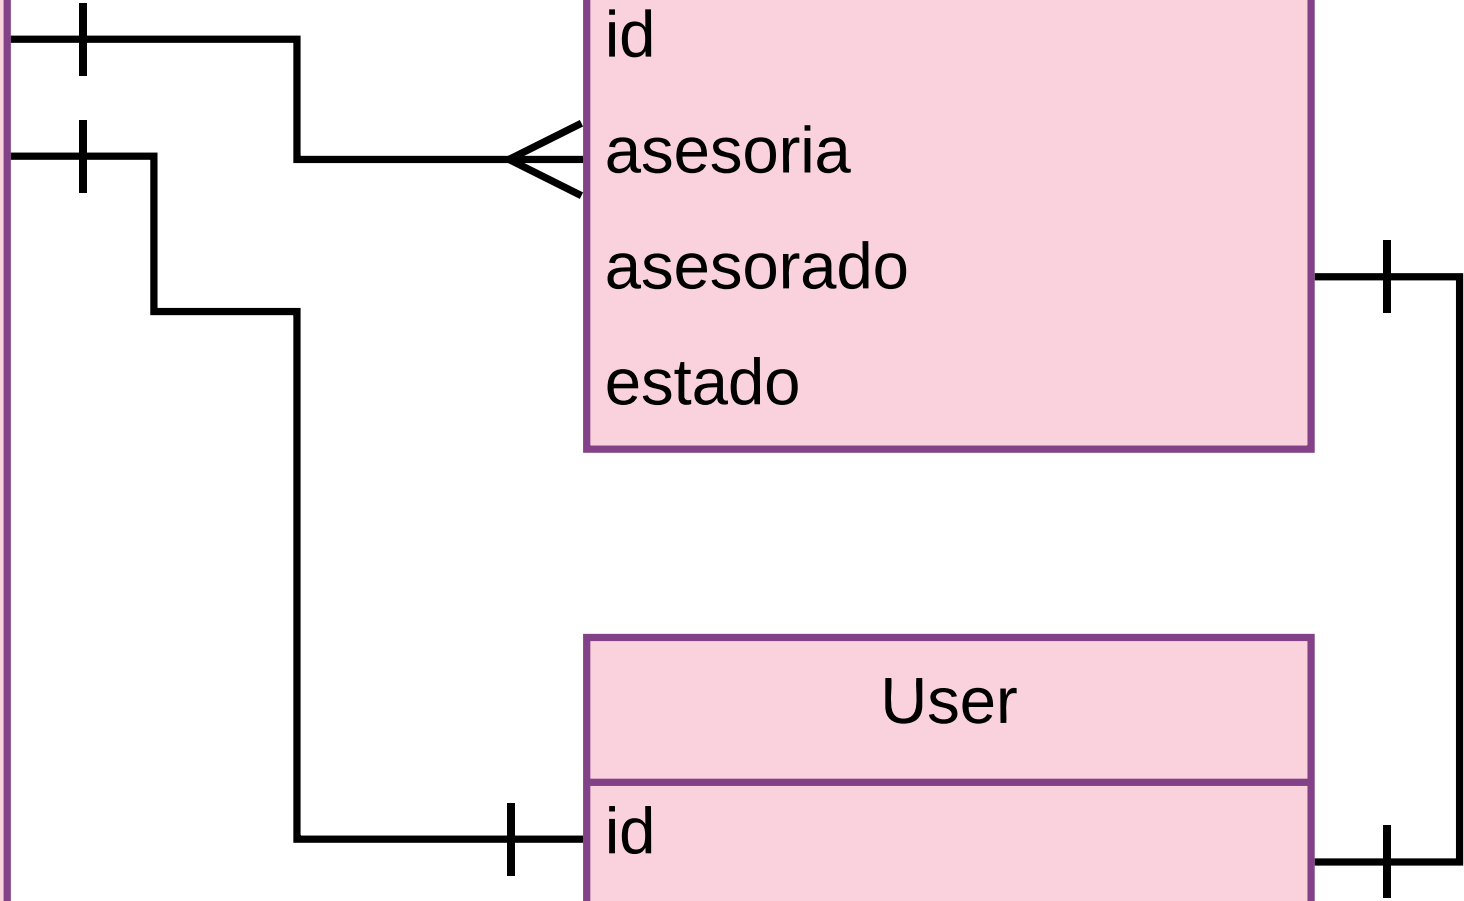 id
asesoria
asesorado
estado
User
id